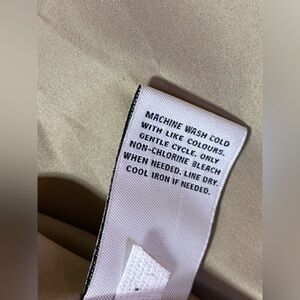 MACHINE WASH COLD
WITH LIKE COLOURS.
GENTLE CYCLE. ONLY
NON-CHLORINE BLEACH
WHEN NEEDED. LINE DRY.
COOL IRON IF NEEDED.